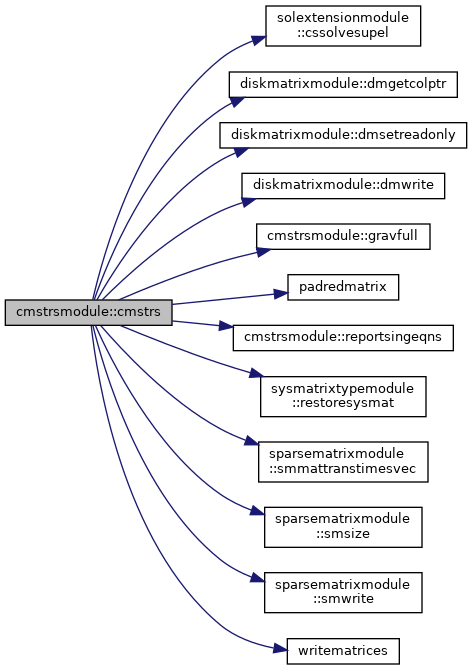 solextensionmodule
::cssolvesupel
diskmatrixmodule::dmgetcolptr
diskmatrixmodule::dmsetreadonly
diskmatrixmodule::dmwrite
cmstrsmodule::gravfull
padredmatrix
cmstrsmodule::cmstrs
cmstrsmodule::reportsingeqns
sysmatrixtypemodule
::restoresysmat
sparsematrixmodule
::smmattranstimesvec
sparsematrixmodule
::smsize
sparsematrixmodule
::smwrite
writematrices